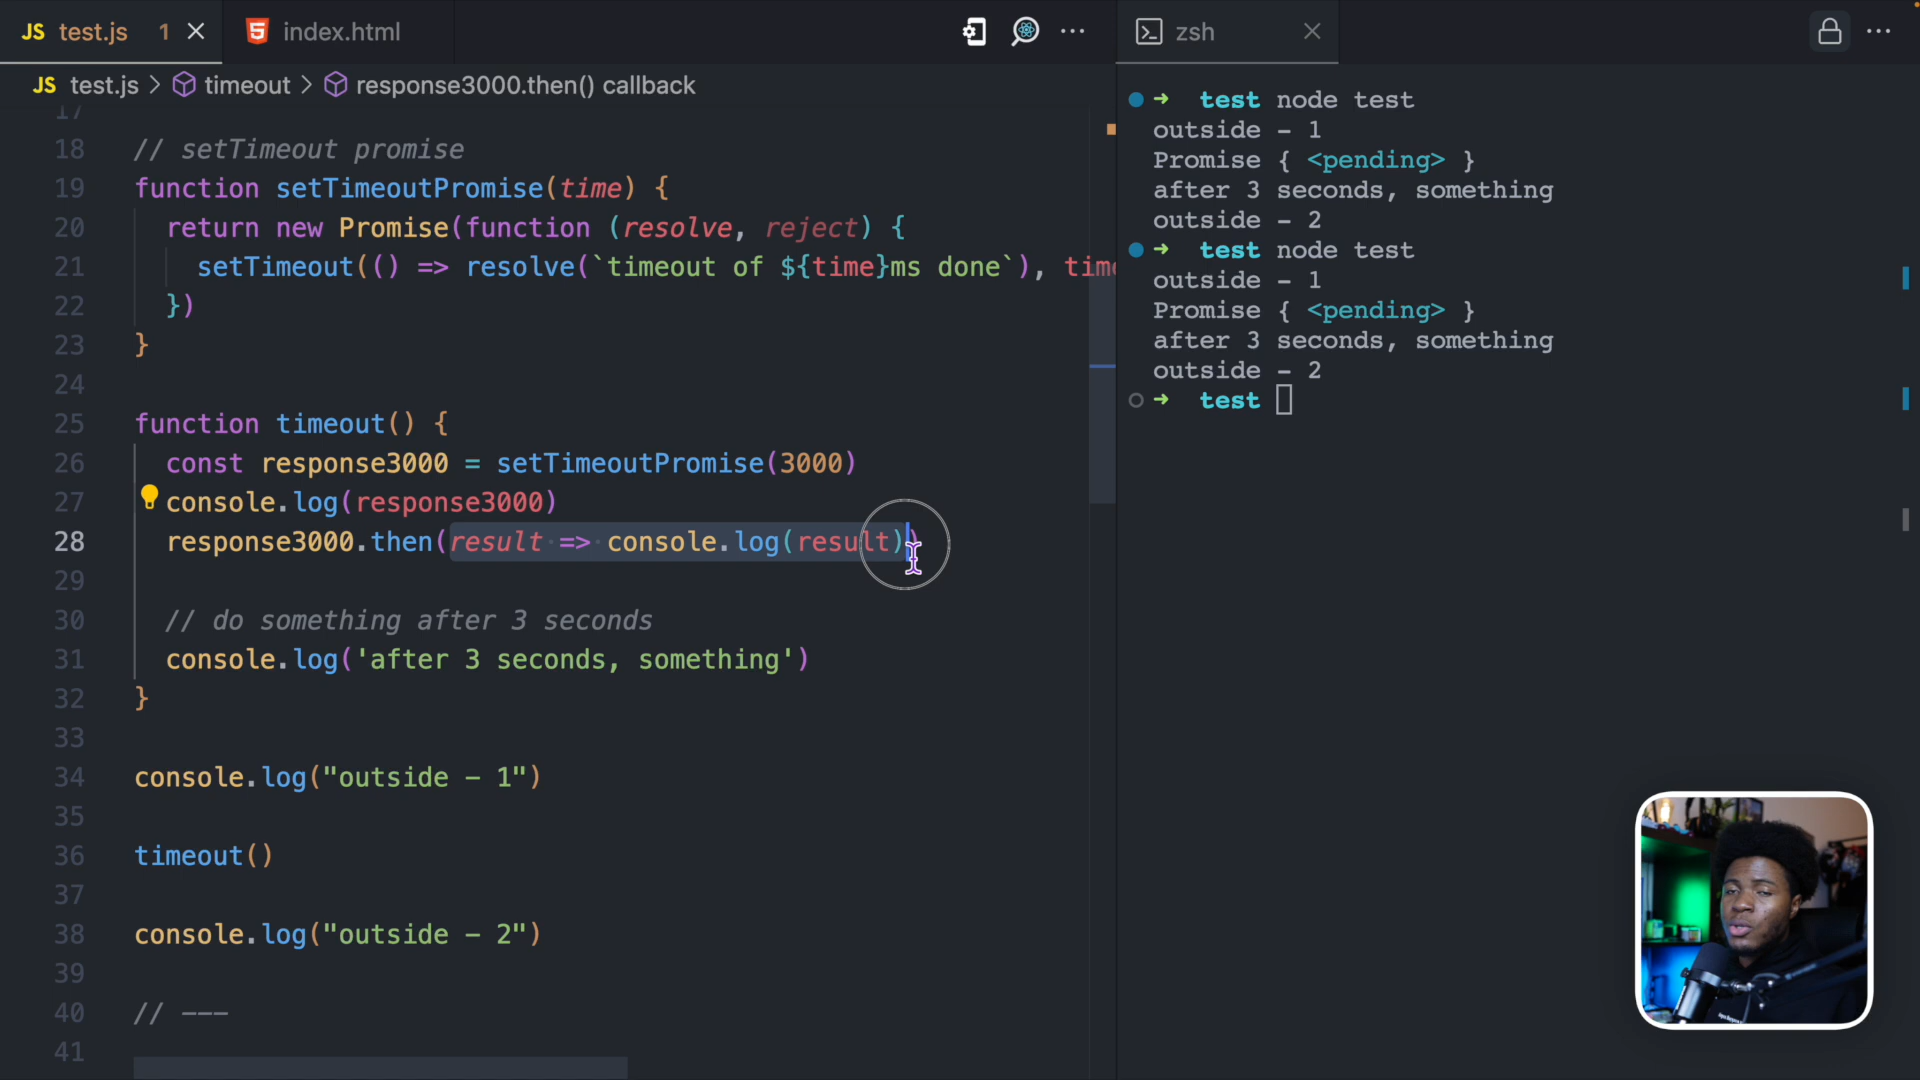 JS test.js 1
index.html
zsh
JS test.js > timeout > response3000.then() callback
17
18 // setTimeout promise
19 function setTimeoutPromise(time) {
20 return new Promise(function (resolve, reject) {
21 setTimeout(() => resolve(`timeout of ${time}ms done`), time
22 })
23 }
24
25 function timeout() {
26 const response3000 = setTimeoutPromise(3000)
27 console.log(response3000)
28 response3000.then(result => console.log(result))
29
30 // do something after 3 seconds
31 console.log('after 3 seconds, something')
32 }
33
34 console.log("outside - 1")
35
36 timeout()
37
38 console.log("outside - 2")
39
40 // ---
41
➜ test node test
outside - 1
Promise { <pending> }
after 3 seconds, something
outside - 2
➜ test node test
outside - 1
Promise { <pending> }
after 3 seconds, something
outside - 2
➜ test